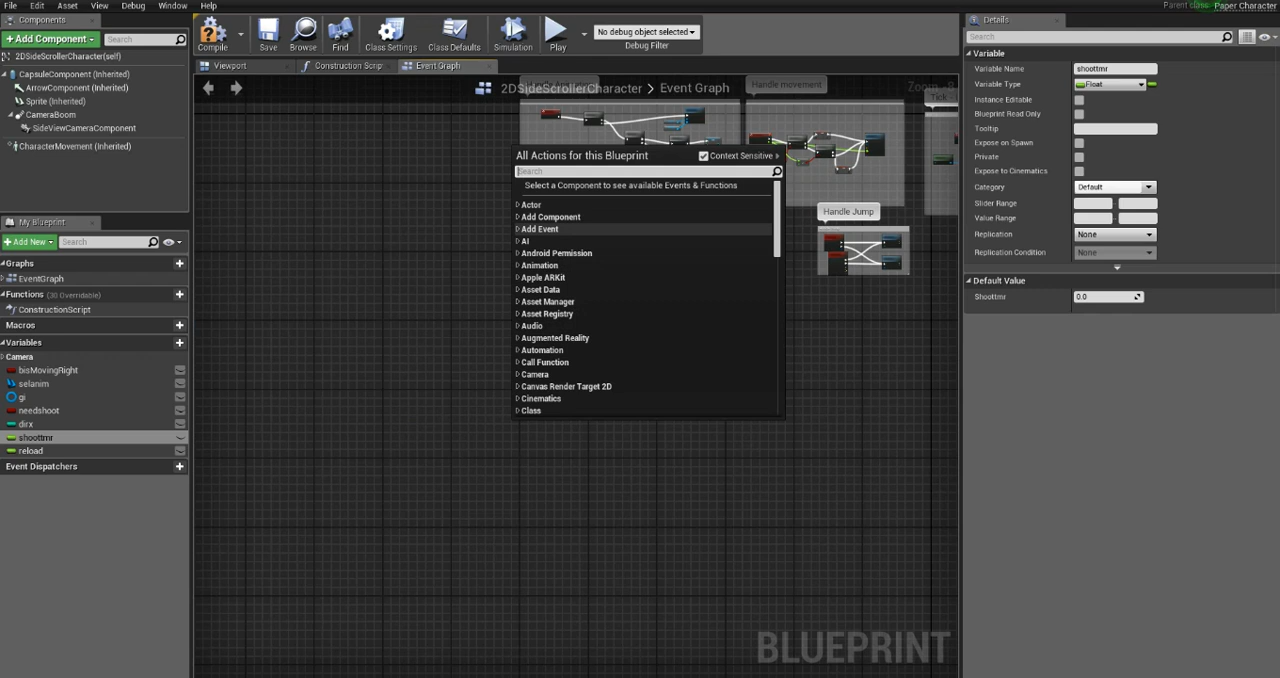 File Edit Asset View Debug Window Help
Parent class: Paper Character
Components
+Add Component
Search
2DSideScrollerCharacter(self)
CapsuleComponent (Inherited)
ArrowComponent (Inherited)
Sprite (Inherited)
CameraBoom
SideViewCameraComponent
CharacterMovement (Inherited)
My Blueprint
+Add New
Search
Graphs
EventGraph
Functions (30 Overridable)
ConstructionScript
Macros
Variables
Camera
bisMovingRight
selanim
gi
needshoot
dirx
shoottmr
reload
Event Dispatchers
Compile
Save
Browse
Find
Class Settings
Class Defaults
Simulation
Play
No debug object selected
Debug Filter
Viewport
Construction Scrip
Event Graph
2DSideScrollerCharacter > Event Graph
Handle movement
Tick -
Handle Jump
All Actions for this Blueprint
Context Sensitive
Search
Select a Component to see available Events & Functions
Actor
Add Component
Add Event
AI
Android Permission
Animation
Apple ARKit
Asset Data
Asset Manager
Asset Registry
Audio
Augmented Reality
Automation
Call Function
Camera
Canvas Render Target 2D
Cinematics
Class
BLUEPRINT
Details
Search
Variable
Variable Name shoottmr
Variable Type Float
Instance Editable
Blueprint Read Only
Tooltip
Expose on Spawn
Private
Expose to Cinematics
Category Default
Slider Range
Value Range
Replication None
Replication Condition None
Default Value
Shoottmr 0.0